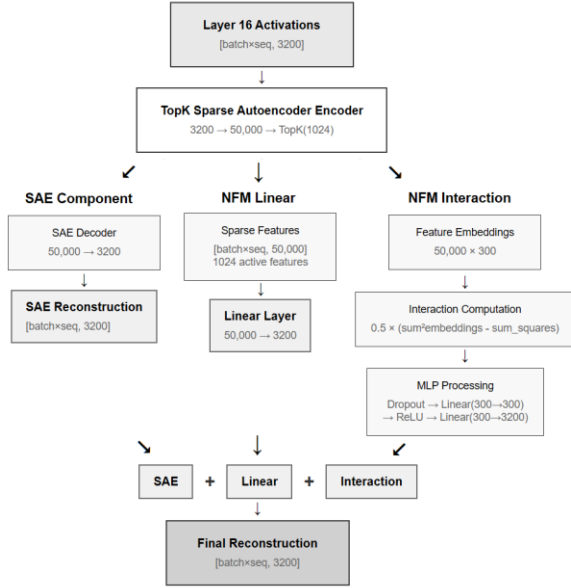 Layer 16 Activations
[batch×seq, 3200]
↓
TopK Sparse Autoencoder Encoder
3200 → 50,000 → TopK(1024)
↙ ↓ ↘
SAE Component
NFM Linear
NFM Interaction
SAE Decoder
50,000 → 3200
↓
SAE Reconstruction
[batch×seq, 3200]
Sparse Features
[batch×seq, 50,000]
1024 active features
↓
Linear Layer
50,000 → 3200
Feature Embeddings
50,000 × 300
↓
Interaction Computation
0.5 × (sum²embeddings - sum_squares)
↓
MLP Processing
Dropout → Linear(300→300)
→ ReLU → Linear(300→3200)
↘ ↓ ↙
SAE + Linear + Interaction
↓
Final Reconstruction
[batch×seq, 3200]